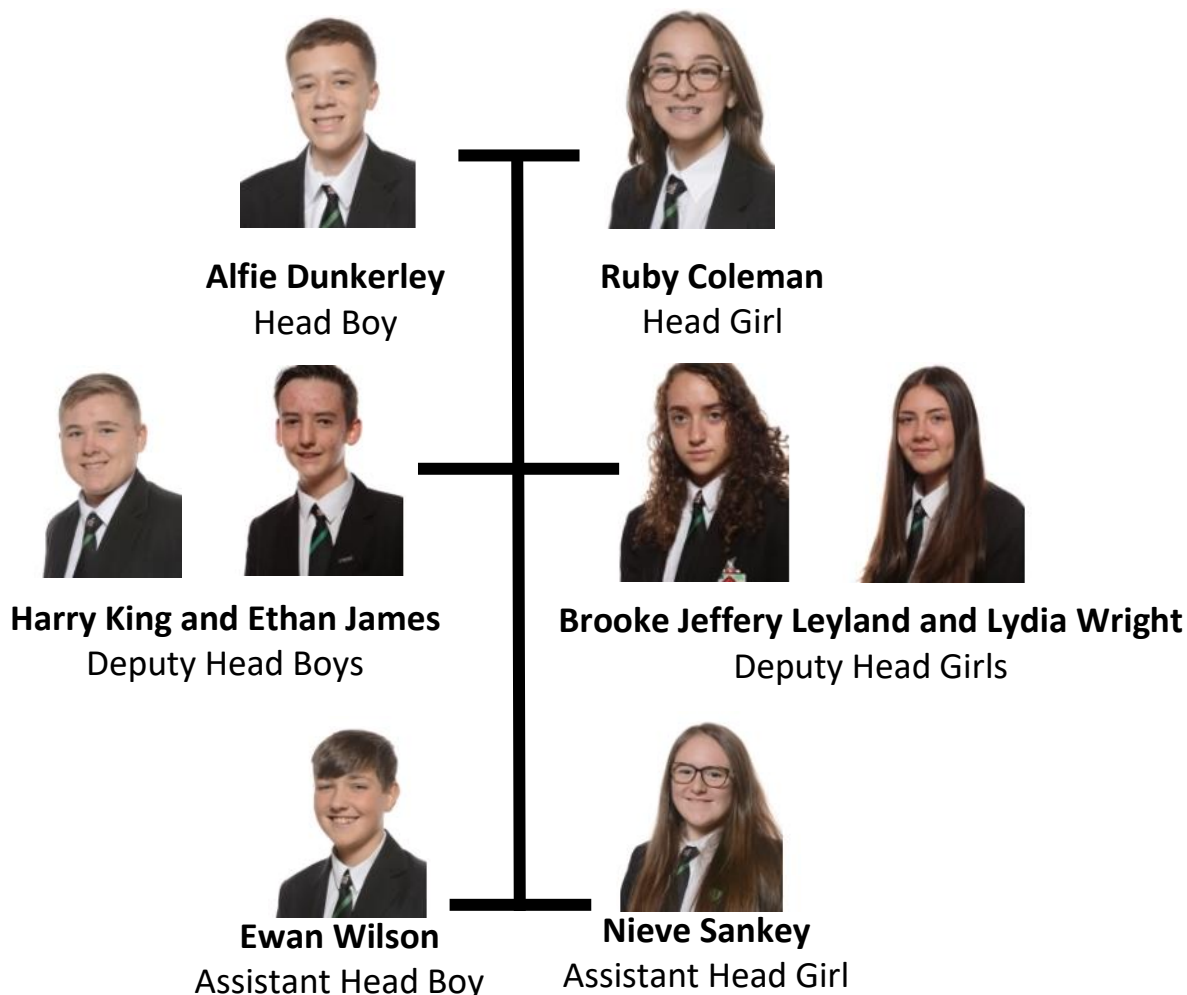 Alfie Dunkerley
Head Boy
Ruby Coleman
Head Girl
Harry King and Ethan James
Deputy Head Boys
Brooke Jeffery Leyland and Lydia Wright
Deputy Head Girls
Ewan Wilson
Assistant Head Boy
Nieve Sankey
Assistant Head Girl